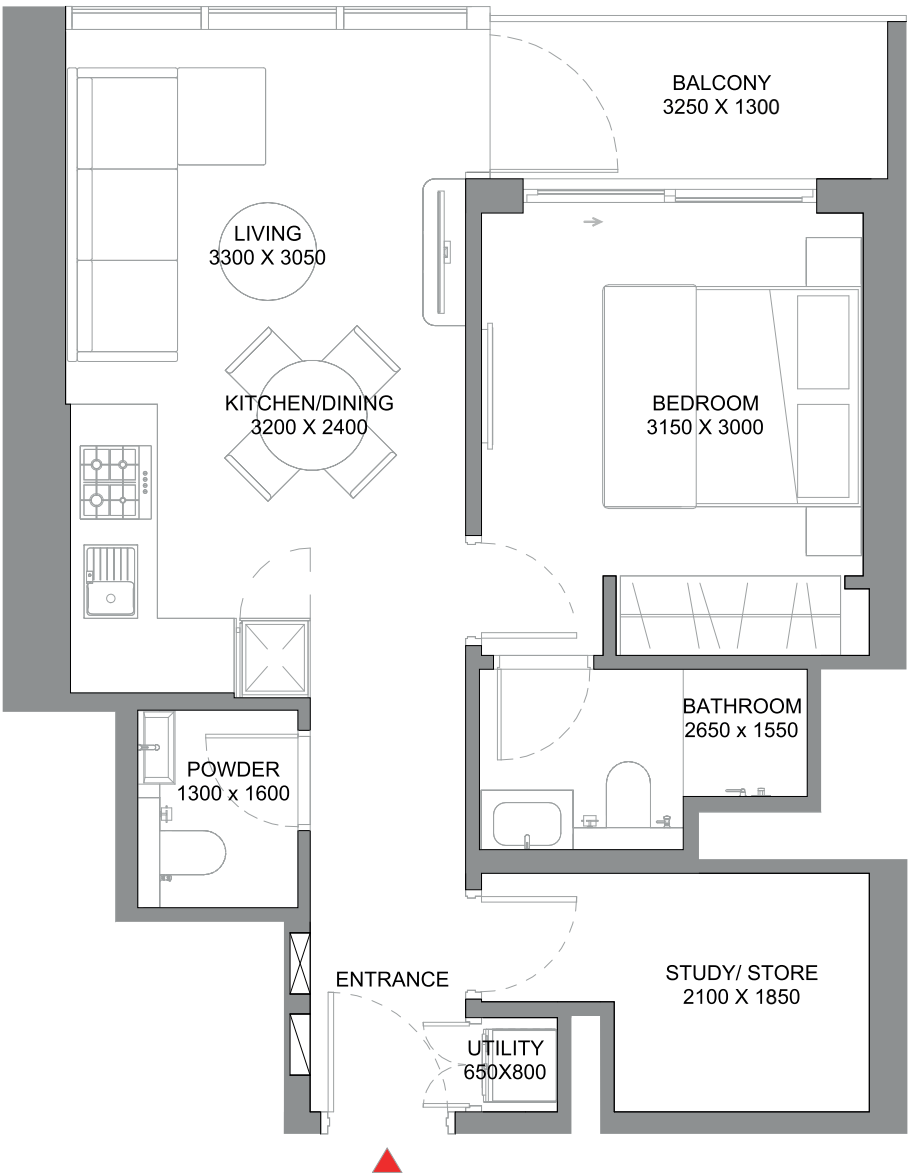 BALCONY
3250 X 1300
LIVING
3300 X 3050
KITCHEN/DINING
3200 X 2400
BEDROOM
3150 X 3000
BATHROOM
2650 x 1550
POWDER
1300 x 1600
ENTRANCE
STUDY/ STORE
2100 X 1850
UTILITY
650X800